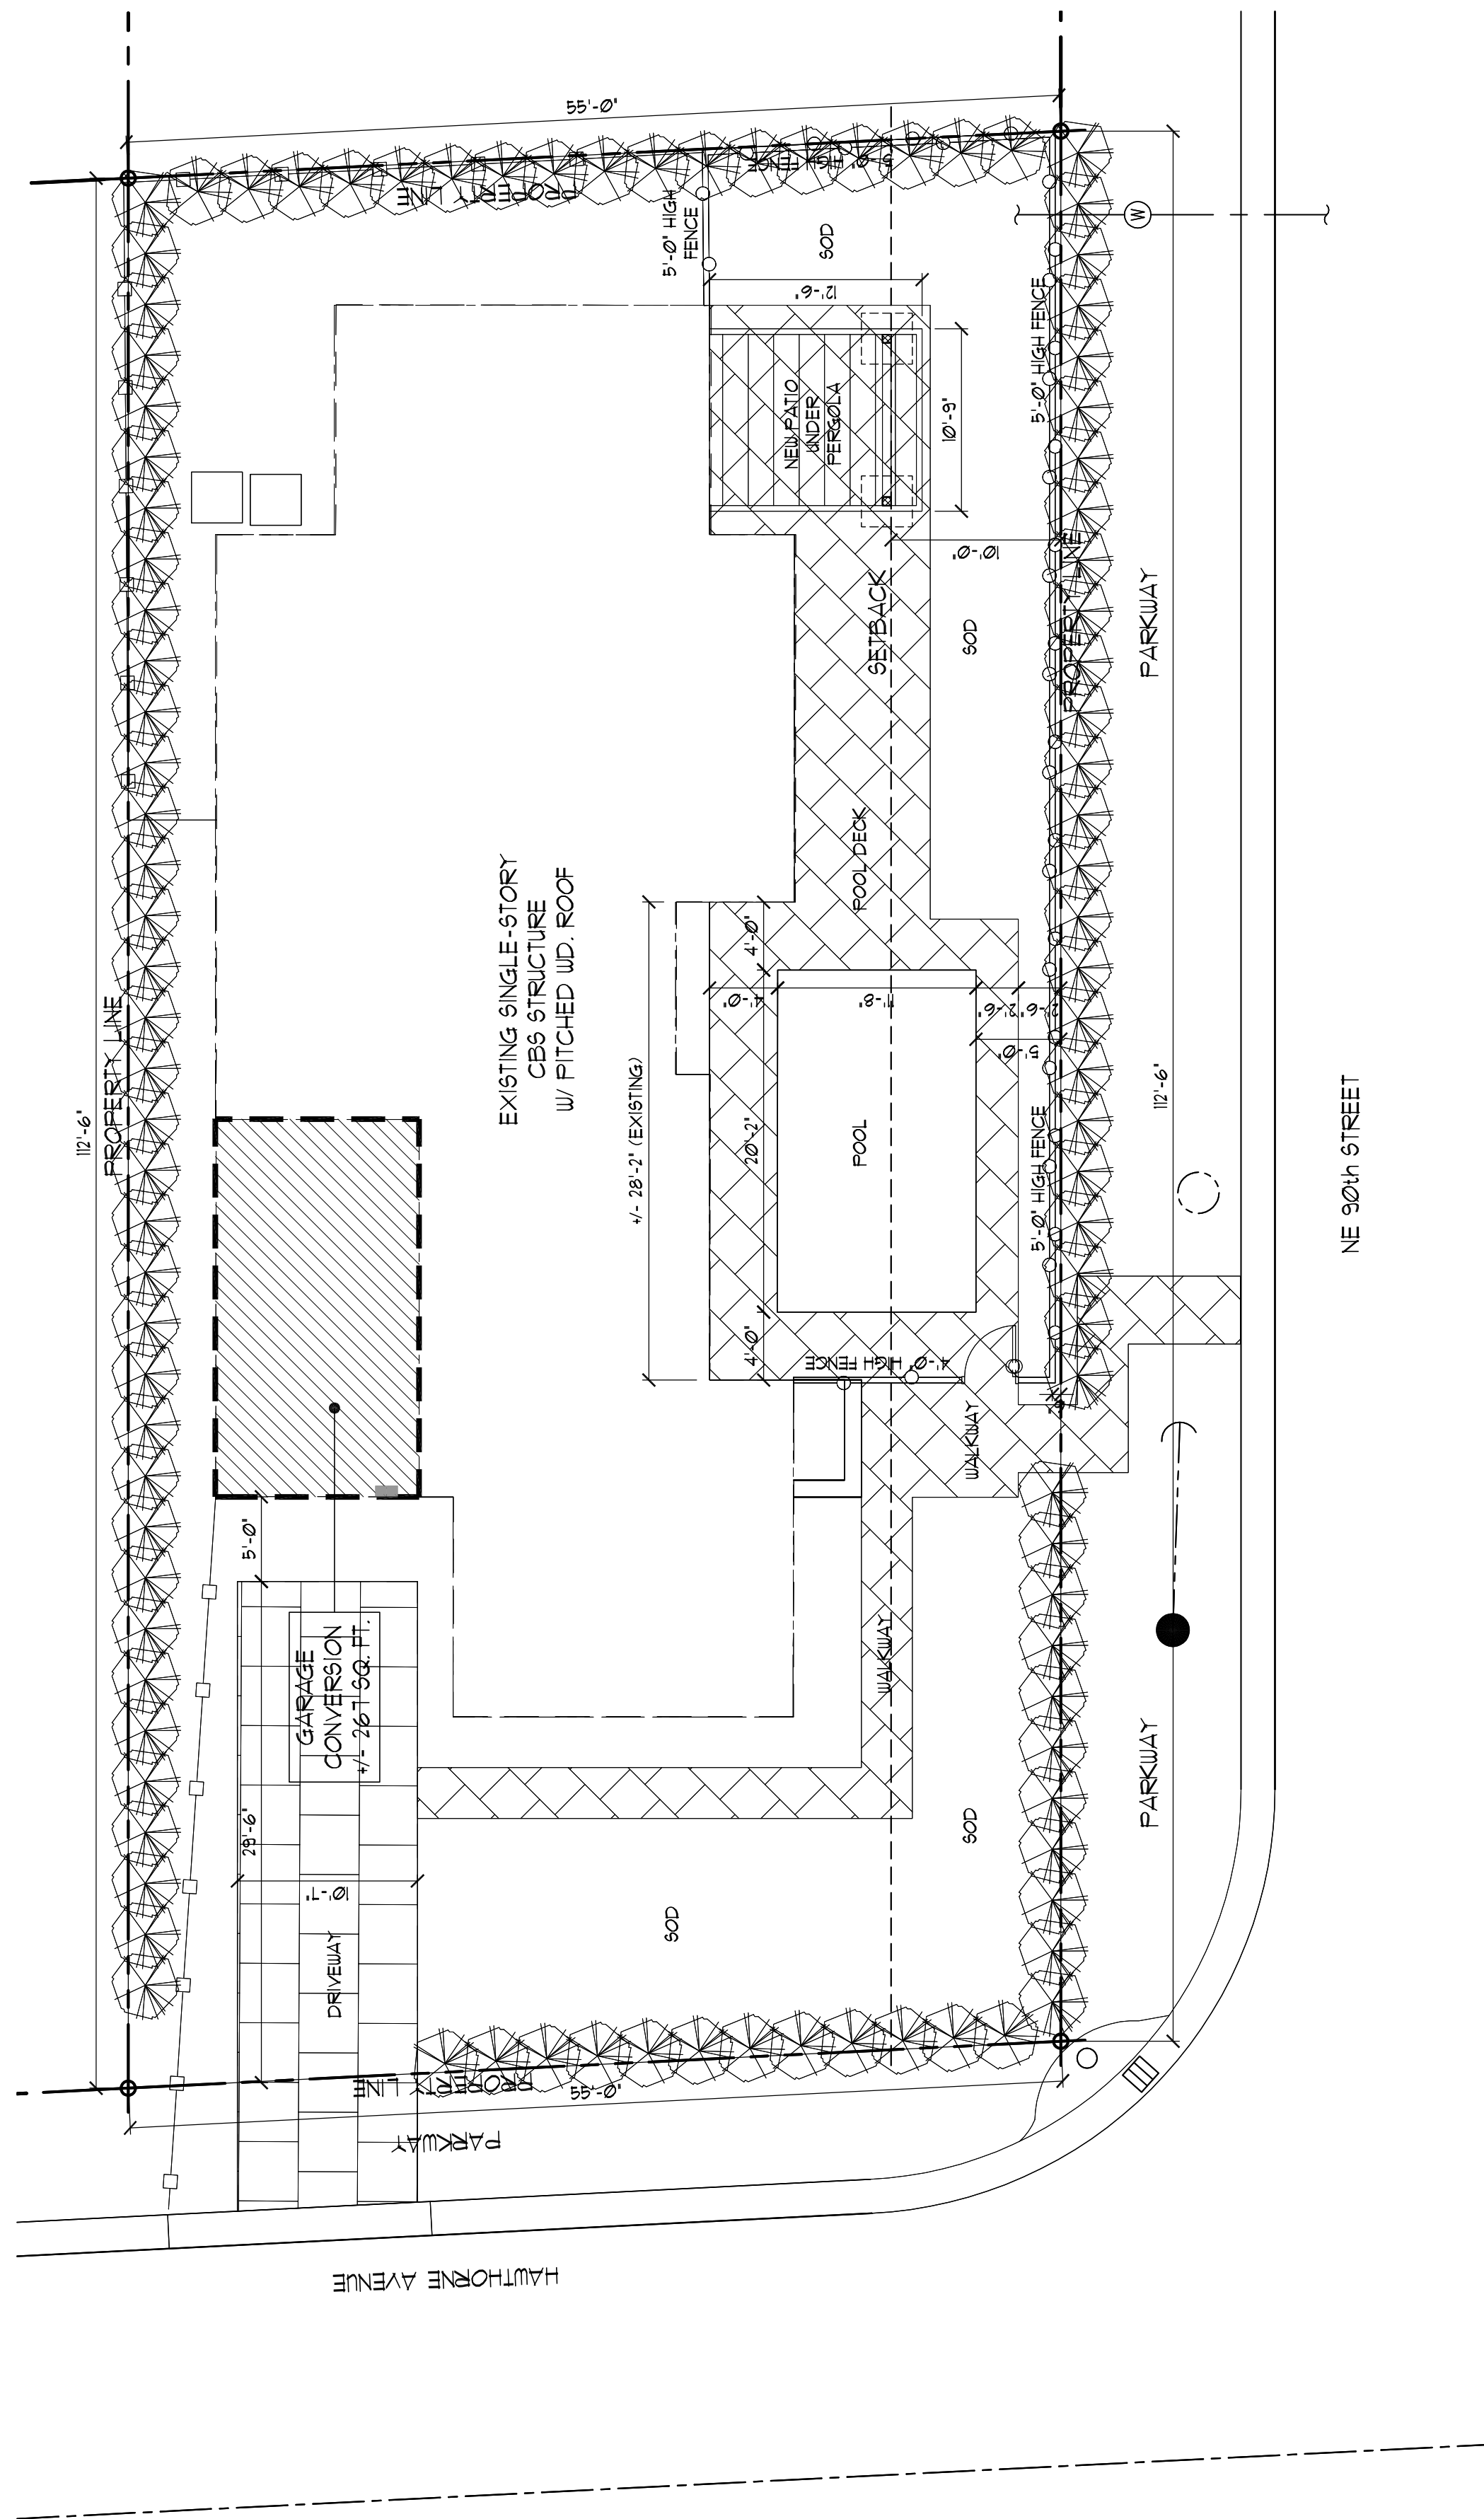 55'-0"
5'-0" HIGH FENCE
PROPERTY LINE
5'-0" HIGH
FENCE
SOD
W
12'-6"
5'-0" HIGH FENCE
NEW PATIO
UNDER
PERGOLA
10'-9"
10'-0"
PROPERTY LINE
SETBACK
SOD
PARKWAY
POOL DECK
EXISTING SINGLE-STORY
CBS STRUCTURE
W/ PITCHED WD. ROOF
4'-0"
4'-0"
11'-8"
2'-6"
2'-6"
5'-0"
PROPERTY LINE
112'-6"
+/- 28'-2" (EXISTING)
20'-2"
POOL
5'-0" HIGH FENCE
112'-6"
NE 90th STREET
4'-0"
4'-0" HIGH FENCE
WALKWAY
5'-0"
GARAGE
CONVERSION
+/- 267 SQ. FT.
WALKWAY
PARKWAY
29'-6"
10'-7"
SOD
SOD
DRIVEWAY
PROPERTY LINE
55'-0"
PARKWAY
HAWTHORNE AVENUE